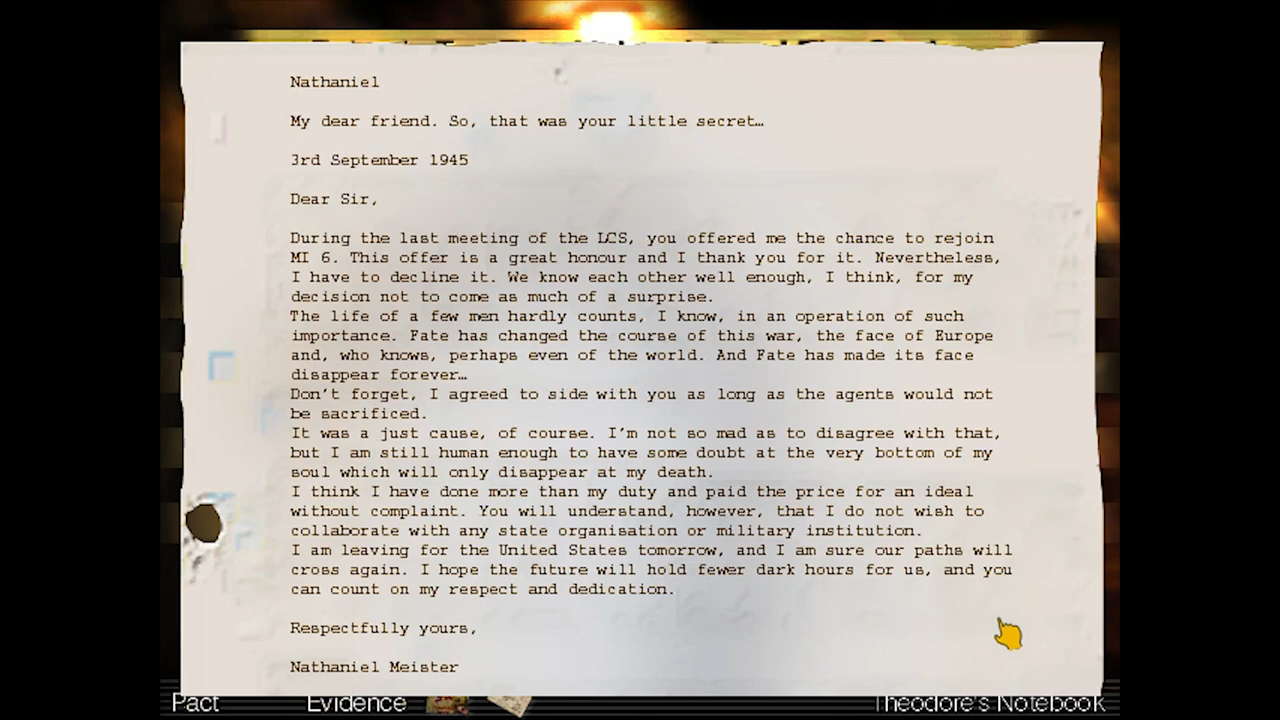 Nathaniel
My dear friend. So, that was your little secret…
3rd September 1945
Dear Sir,
During the last meeting of the LCS, you offered me the chance to rejoin
MI 6. This offer is a great honour and I thank you for it. Nevertheless,
I have to decline it. We know each other well enough, I think, for my
decision not to come as much of a surprise.
The life of a few men hardly counts, I know, in an operation of such
importance. Fate has changed the course of this war, the face of Europe
and, who knows, perhaps even of the world. And Fate has made its face
disappear forever…
Don't forget, I agreed to side with you as long as the agents would not
be sacrificed.
It was a just cause, of course. I'm not so mad as to disagree with that,
but I am still human enough to have some doubt at the very bottom of my
soul which will only disappear at my death.
I think I have done more than my duty and paid the price for an ideal
without complaint. You will understand, however, that I do not wish to
collaborate with any state organisation or military institution.
I am leaving for the United States tomorrow, and I am sure our paths will
cross again. I hope the future will hold fewer dark hours for us, and you
can count on my respect and dedication.
Respectfully yours,
Nathaniel Meister
Pact Evidence Theodore's Notebook